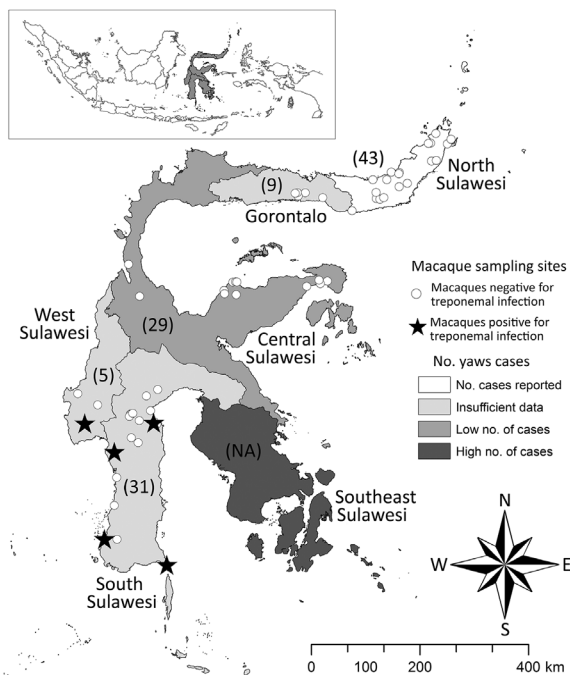 (43)
North
Sulawesi
(9)
Gorontalo
Macaque sampling sites
Macaques negative for
treponemal infection
Macaques positive for
treponemal infection
West
Sulawesi
(29)
Central
Sulawesi
No. yaws cases
(5)
No. cases reported
Insufficient data
Low no. of cases
High no. of cases
(NA)
(31)
Southeast
Sulawesi
N
W
E
S
South
Sulawesi
0 100 200 400 km